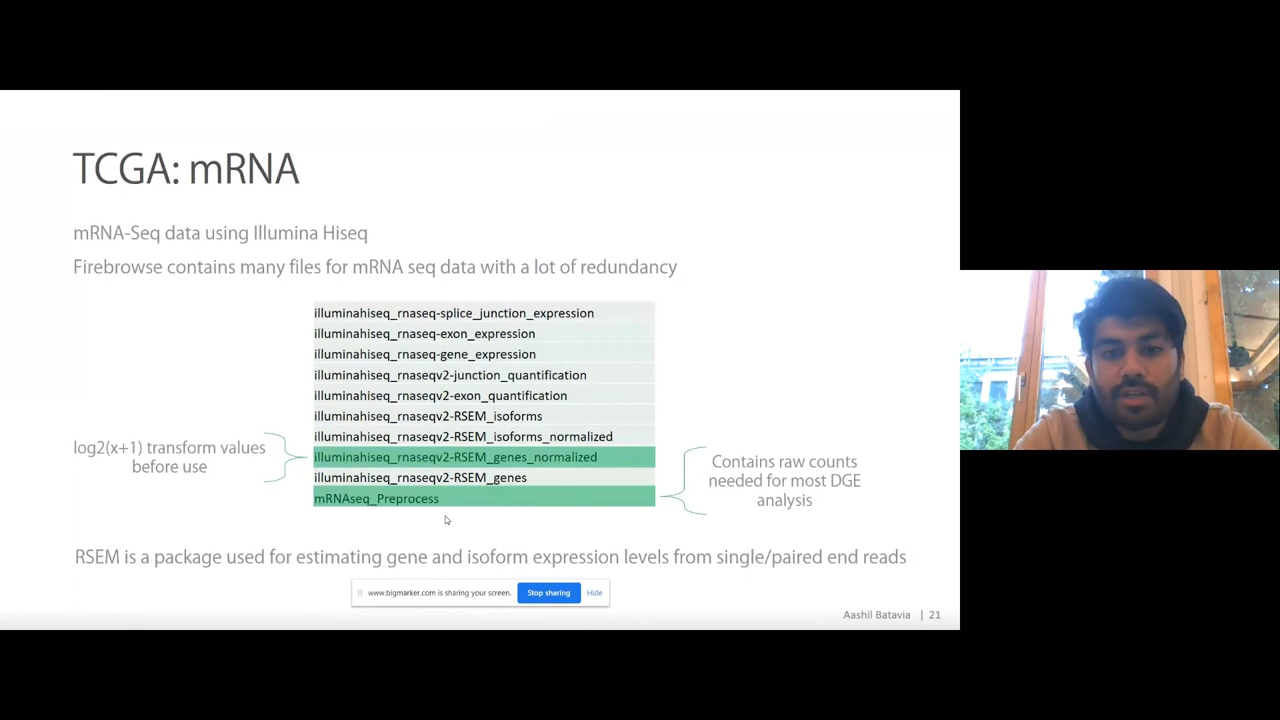 TCGA: mRNA
mRNA-Seq data using Illumina Hiseq
Firebrowse contains many files for mRNA seq data with a lot of redundancy
illuminahiseq_rnaseq-splice_junction_expression
illuminahiseq_rnaseq-exon_expression
illuminahiseq_rnaseq-gene_expression
illuminahiseq_rnaseqv2-junction_quantification
illuminahiseq_rnaseqv2-exon_quantification
illuminahiseq_rnaseqv2-RSEM_isoforms
illuminahiseq_rnaseqv2-RSEM_isoforms_normalized
illuminahiseq_rnaseqv2-RSEM_genes_normalized
illuminahiseq_rnaseqv2-RSEM_genes
mRNAseq_Preprocess
log2(x+1) transform values
before use
Contains raw counts
needed for most DGE
analysis
RSEM is a package used for estimating gene and isoform expression levels from single/paired end reads
www.bigmarker.com is sharing your screen. Stop sharing Hide
Aashil Batavia | 21